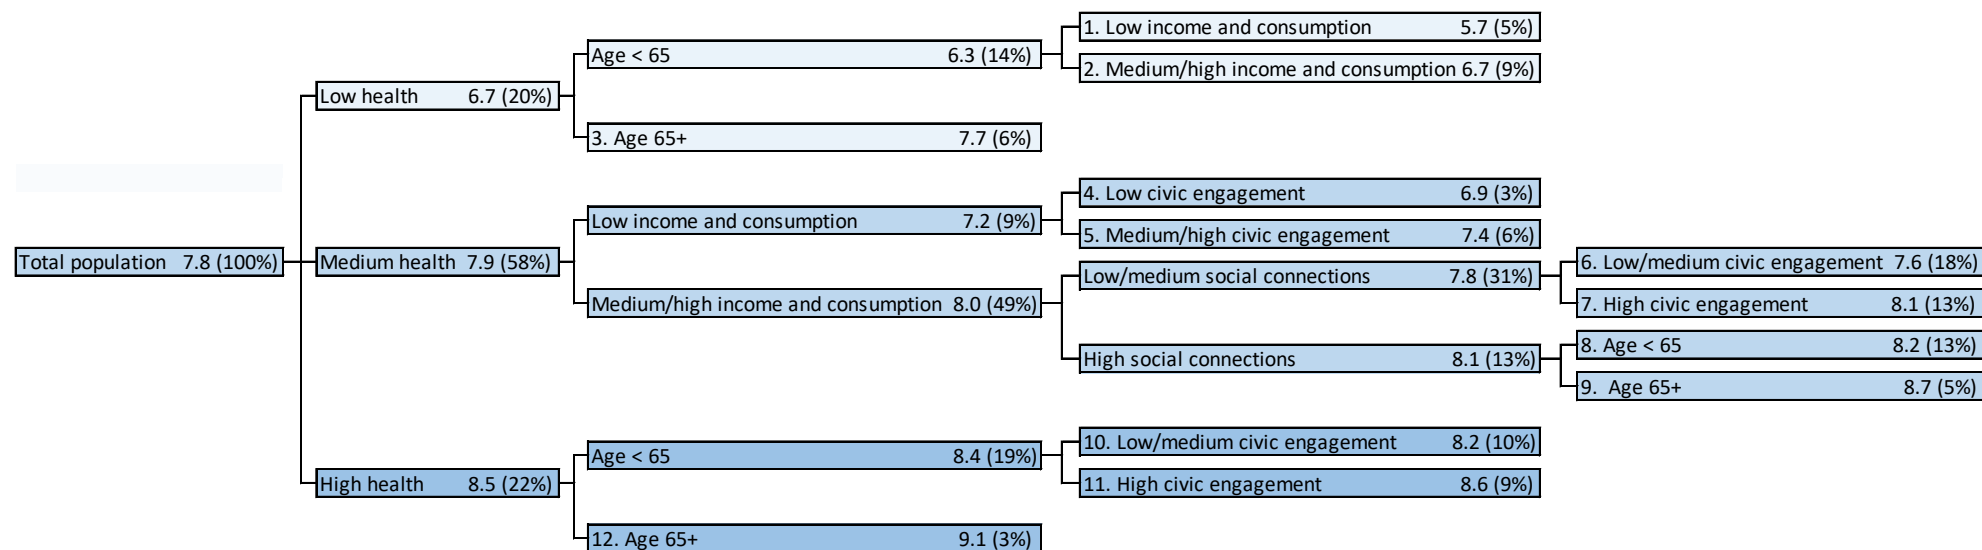 1. Low income and consumption 5.7 (5%)
Age < 65 6.3 (14%)
2. Medium/high income and consumption 6.7 (9%)
Low health 6.7 (20%)
3. Age 65+ 7.7 (6%)
4. Low civic engagement 6.9 (3%)
Low income and consumption 7.2 (9%)
5. Medium/high civic engagement 7.4 (6%)
Total population 7.8 (100%)
Medium health 7.9 (58%)
6. Low/medium civic engagement 7.6 (18%)
Low/medium social connections 7.8 (31%)
Medium/high income and consumption 8.0 (49%)
7. High civic engagement 8.1 (13%)
8. Age < 65 8.2 (13%)
High social connections 8.1 (13%)
9. Age 65+ 8.7 (5%)
10. Low/medium civic engagement 8.2 (10%)
Age < 65 8.4 (19%)
High health 8.5 (22%)
11. High civic engagement 8.6 (9%)
12. Age 65+ 9.1 (3%)